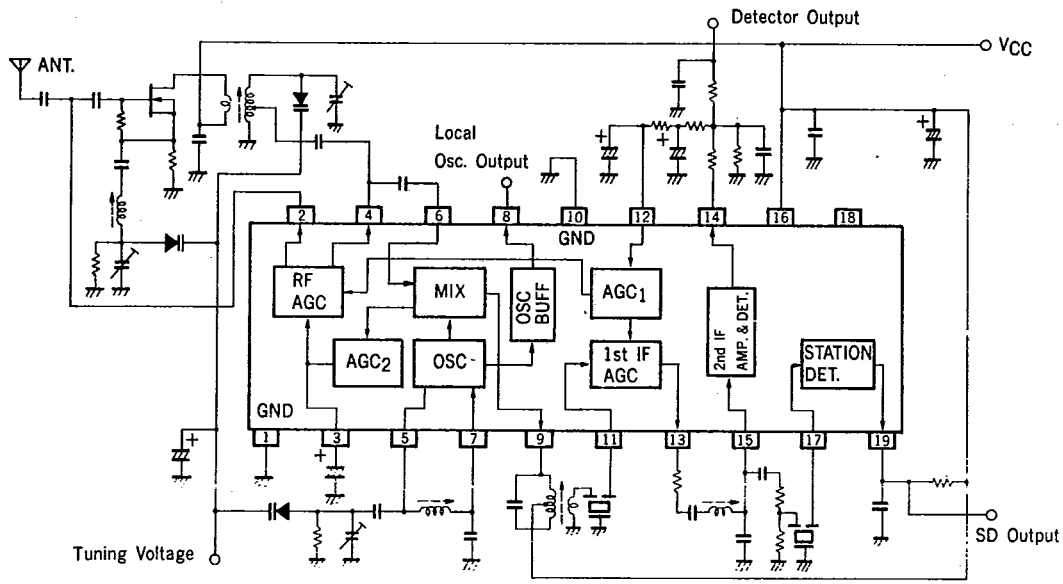 Detector Output
VCC
ANT.
Local
Osc. Output
2
4
6
8
10
12
14
16
18
GND
RF
AGC
MIX
OSC
BUFF
AGC1
2nd IF
AMP. & DET.
AGC2
OSC
1st IF
AGC
STATION
DET.
GND
1
3
5
7
9
11
13
15
17
19
+
+
+
+
+
Tuning Voltage
SD Output